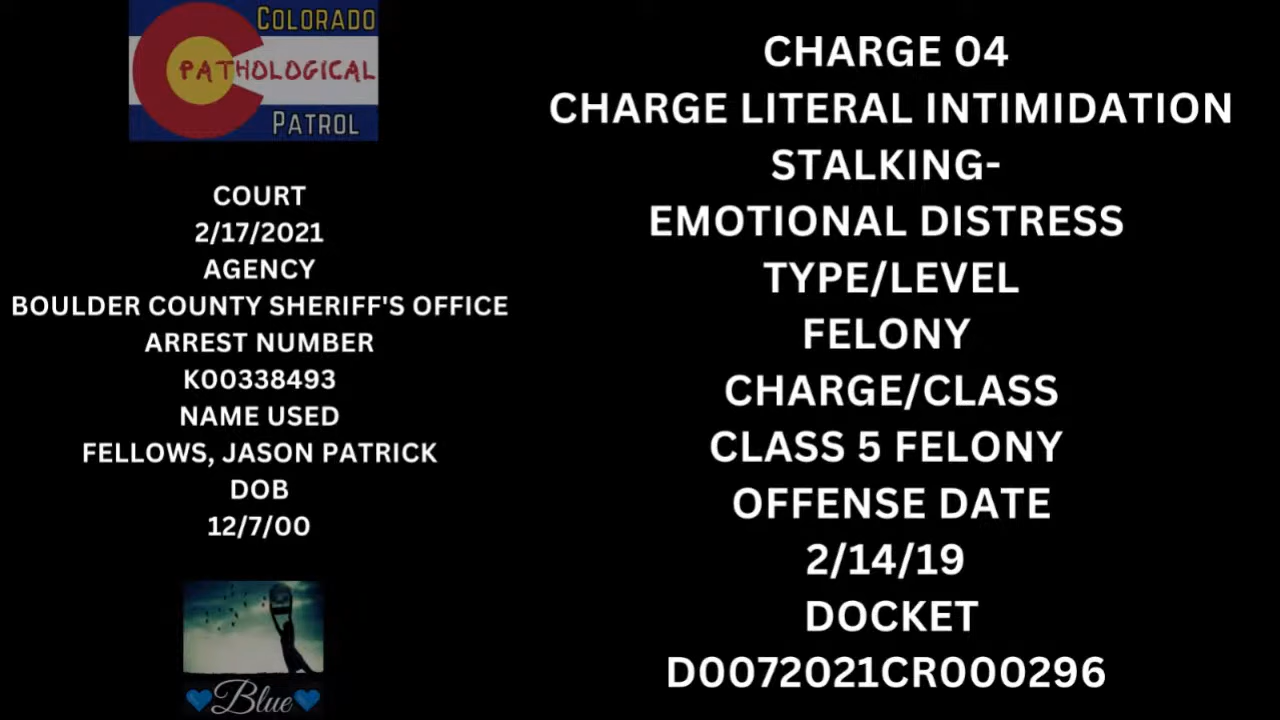 COLORADO
PATHOLOGICAL
PATROL
COURT
2/17/2021
AGENCY
BOULDER COUNTY SHERIFF'S OFFICE
ARREST NUMBER
K00338493
NAME USED
FELLOWS, JASON PATRICK
DOB
12/7/00
Blue
CHARGE 04
CHARGE LITERAL INTIMIDATION
STALKING-
EMOTIONAL DISTRESS
TYPE/LEVEL
FELONY
CHARGE/CLASS
CLASS 5 FELONY
OFFENSE DATE
2/14/19
DOCKET
D0072021CR000296